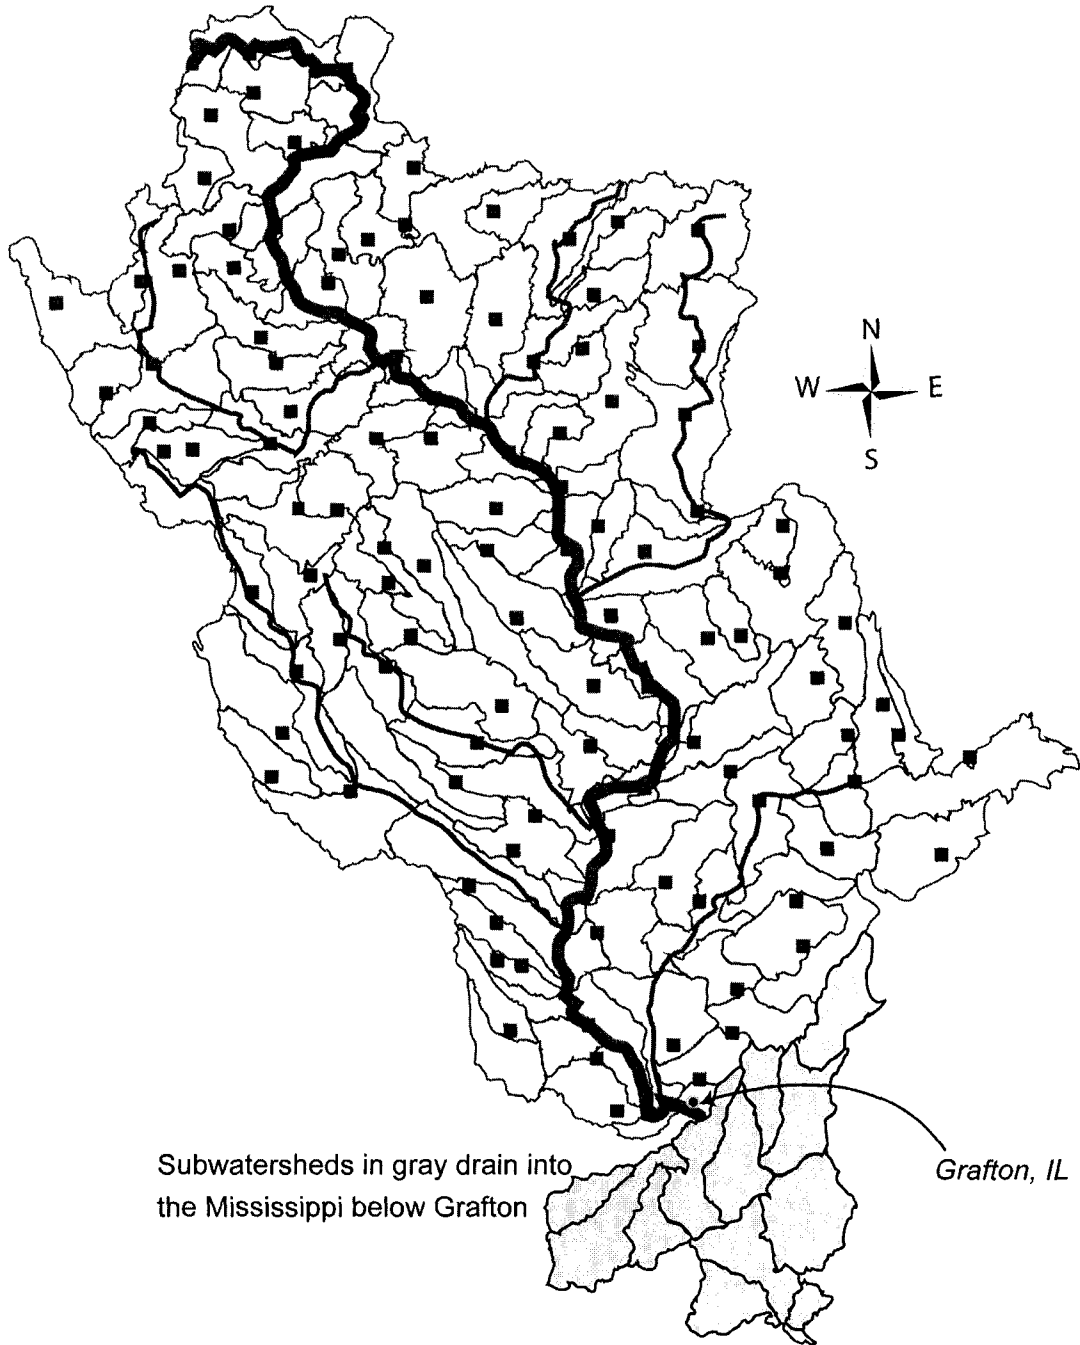 N
W E
S
Subwatersheds in gray drain into
the Mississippi below Grafton
Grafton, IL